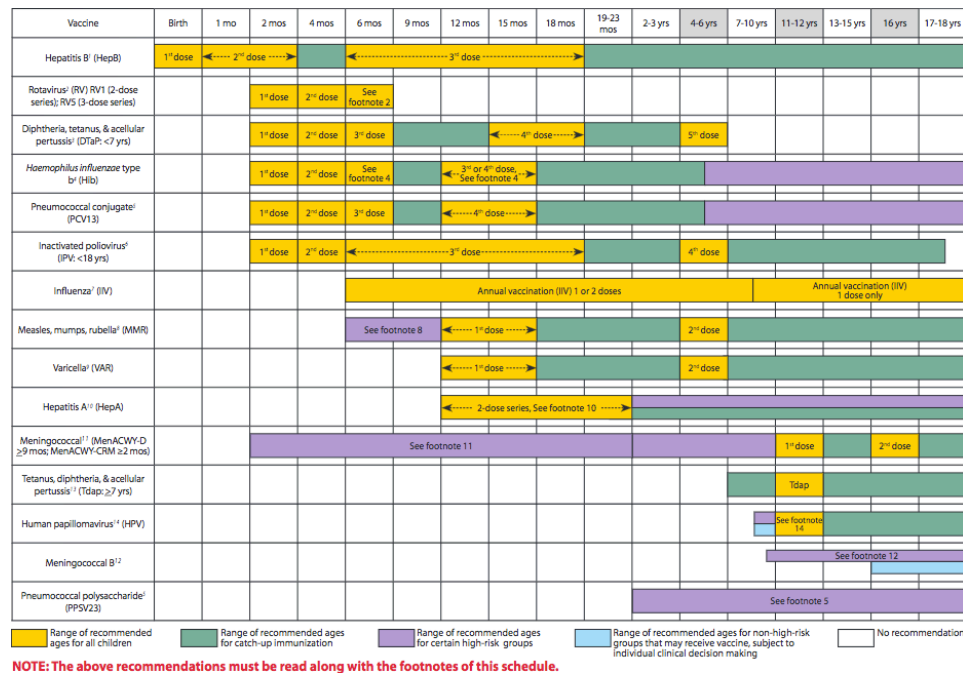 Vaccine Birth 1 mo 2 mos 4 mos 6 mos 9 mos 12 mos 15 mos 18 mos 19-23 mos 2-3 yrs 4-6 yrs 7-10 yrs 11-12 yrs 13-15 yrs 16 yrs 17-18 yrs
Hepatitis B¹ (HepB)
1ˢᵗ dose
2ⁿᵈ dose
3ʳᵈ dose
Rotavirus² (RV) RV1 (2-dose
series); RV5 (3-dose series)
1ˢᵗ dose
2ⁿᵈ dose
See
footnote 2
Diphtheria, tetanus, & acellular
pertussis³ (DTaP: <7 yrs)
1ˢᵗ dose
2ⁿᵈ dose
3ʳᵈ dose
4ᵗʰ dose
5ᵗʰ dose
Haemophilus influenzae type
b⁴ (Hib)
1ˢᵗ dose
2ⁿᵈ dose
See
footnote 4
3ʳᵈ or 4ᵗʰ dose,
See footnote 4
Pneumococcal conjugate⁵
(PCV13)
1ˢᵗ dose
2ⁿᵈ dose
3ʳᵈ dose
4ᵗʰ dose
Inactivated poliovirus⁶
(IPV: <18 yrs)
1ˢᵗ dose
2ⁿᵈ dose
3ʳᵈ dose
4ᵗʰ dose
Influenza⁷ (IIV)
Annual vaccination (IIV) 1 or 2 doses
Annual vaccination (IIV)
1 dose only
Measles, mumps, rubella⁸ (MMR)
See footnote 8
1ˢᵗ dose
2ⁿᵈ dose
Varicella⁹ (VAR)
1ˢᵗ dose
2ⁿᵈ dose
Hepatitis A¹⁰ (HepA)
2-dose series, See footnote 10
Meningococcal¹¹ (MenACWY-D
≥9 mos; MenACWY-CRM ≥2 mos)
See footnote 11
1ˢᵗ dose
2ⁿᵈ dose
Tetanus, diphtheria, & acellular
pertussis¹³ (Tdap: ≥7 yrs)
Tdap
Human papillomavirus¹⁴ (HPV)
See footnote
14
Meningococcal B¹²
See footnote 12
Pneumococcal polysaccharide⁵
(PPSV23)
See footnote 5
Range of recommended
ages for all children
Range of recommended ages
for catch-up immunization
Range of recommended ages
for certain high-risk groups
Range of recommended ages for non-high-risk
groups that may receive vaccine, subject to
individual clinical decision making
No recommendation
NOTE: The above recommendations must be read along with the footnotes of this schedule.